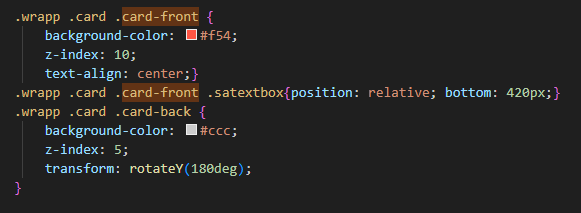 .wrapp .card .card-front {
background-color: #f54;
z-index: 10;
text-align: center;}
.wrapp .card .card-front .satextbox{position: relative; bottom: 420px;}
.wrapp .card .card-back {
background-color: #ccc;
z-index: 5;
transform: rotateY(180deg);
}